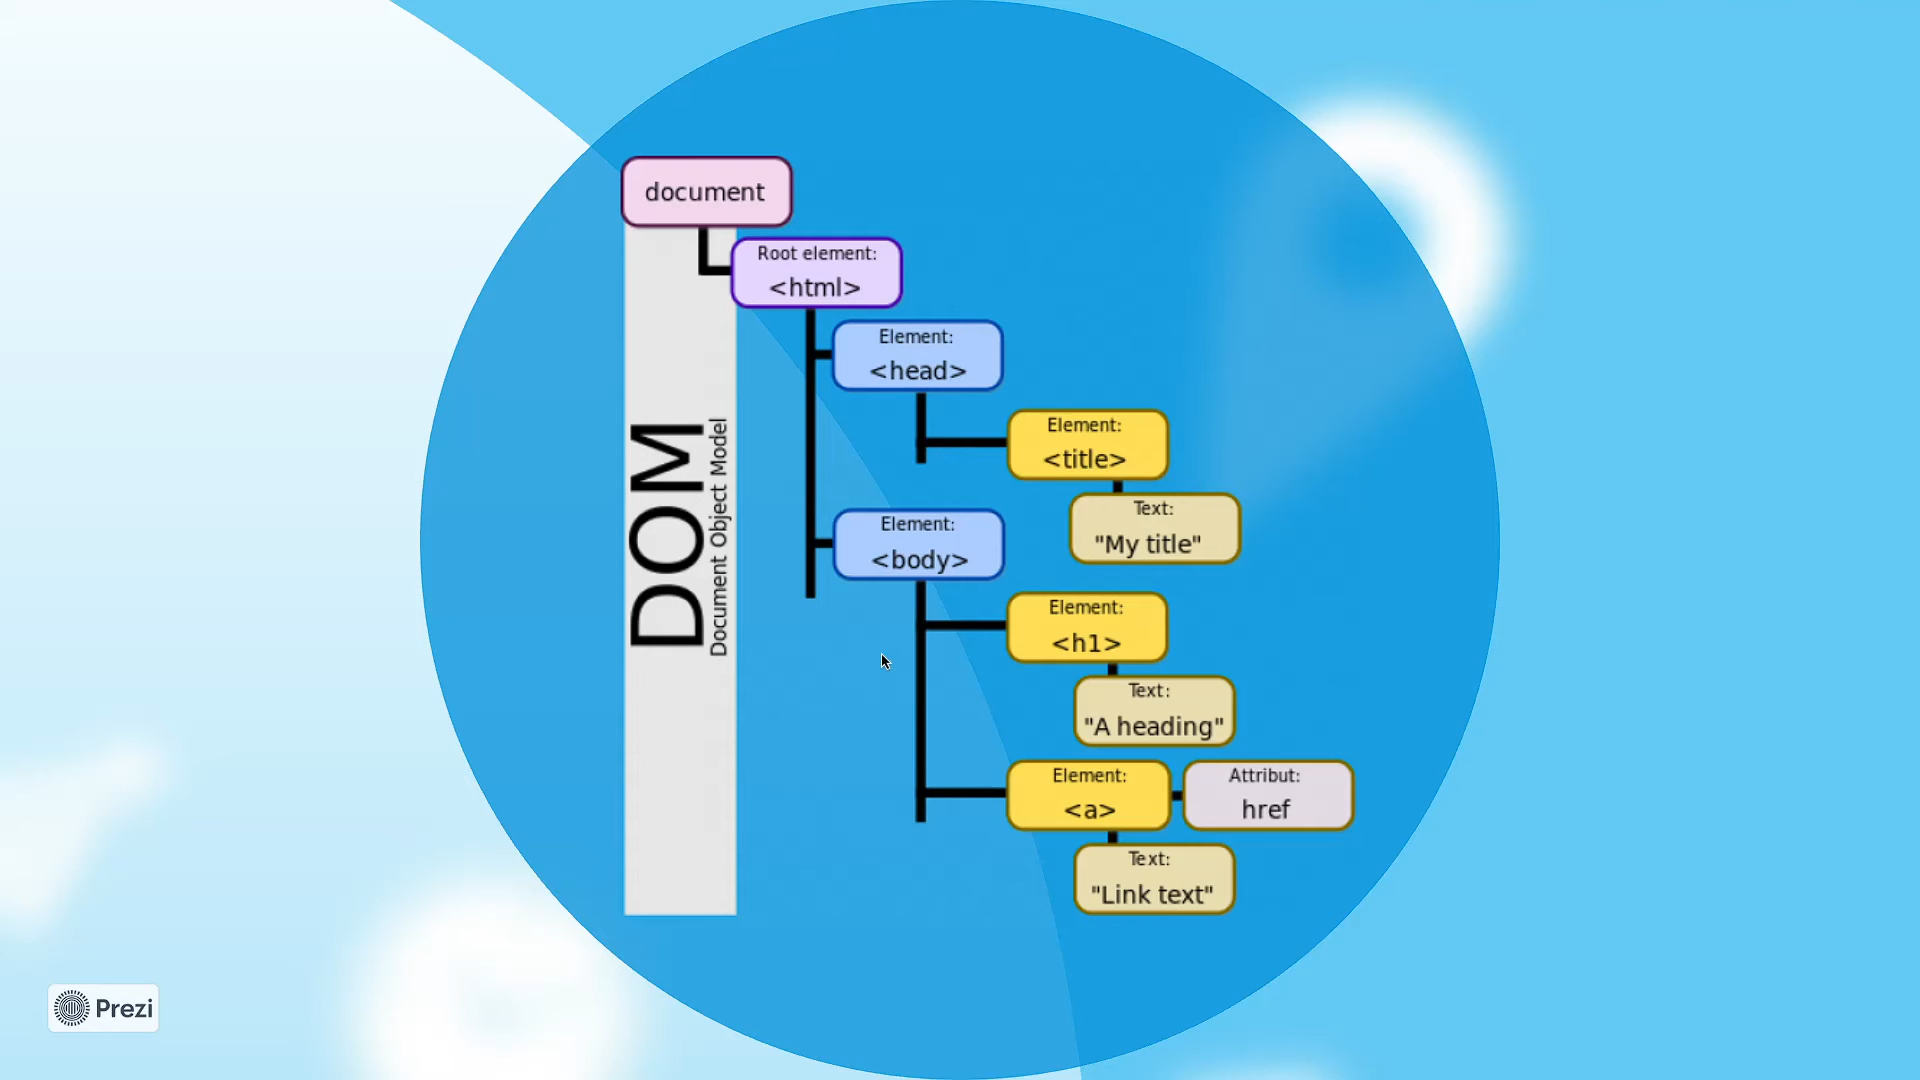 document
Root element:
<html>
Element:
<head>
Element:
<title>
Text:
"My title"
DOM
Document Object Model
Element:
<body>
Element:
<h1>
Text:
"A heading"
Element:
<a>
Attribut:
href
Text:
"Link text"
Prezi